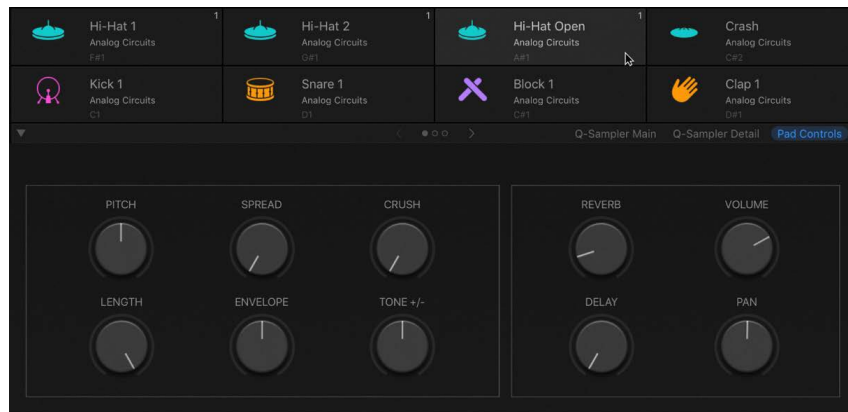 Hi-Hat 1 1
Analog Circuits
F#1
Hi-Hat 2 1
Analog Circuits
G#1
Hi-Hat Open 1
Analog Circuits
A#1
Crash
Analog Circuits
C#2
Kick 1
Analog Circuits
C1
Snare 1
Analog Circuits
D1
Block 1
Analog Circuits
C#1
Clap 1
Analog Circuits
D#1
Q-Sampler Main Q-Sampler Detail Pad Controls
PITCH SPREAD CRUSH
LENGTH ENVELOPE TONE +/-
REVERB VOLUME
DELAY PAN